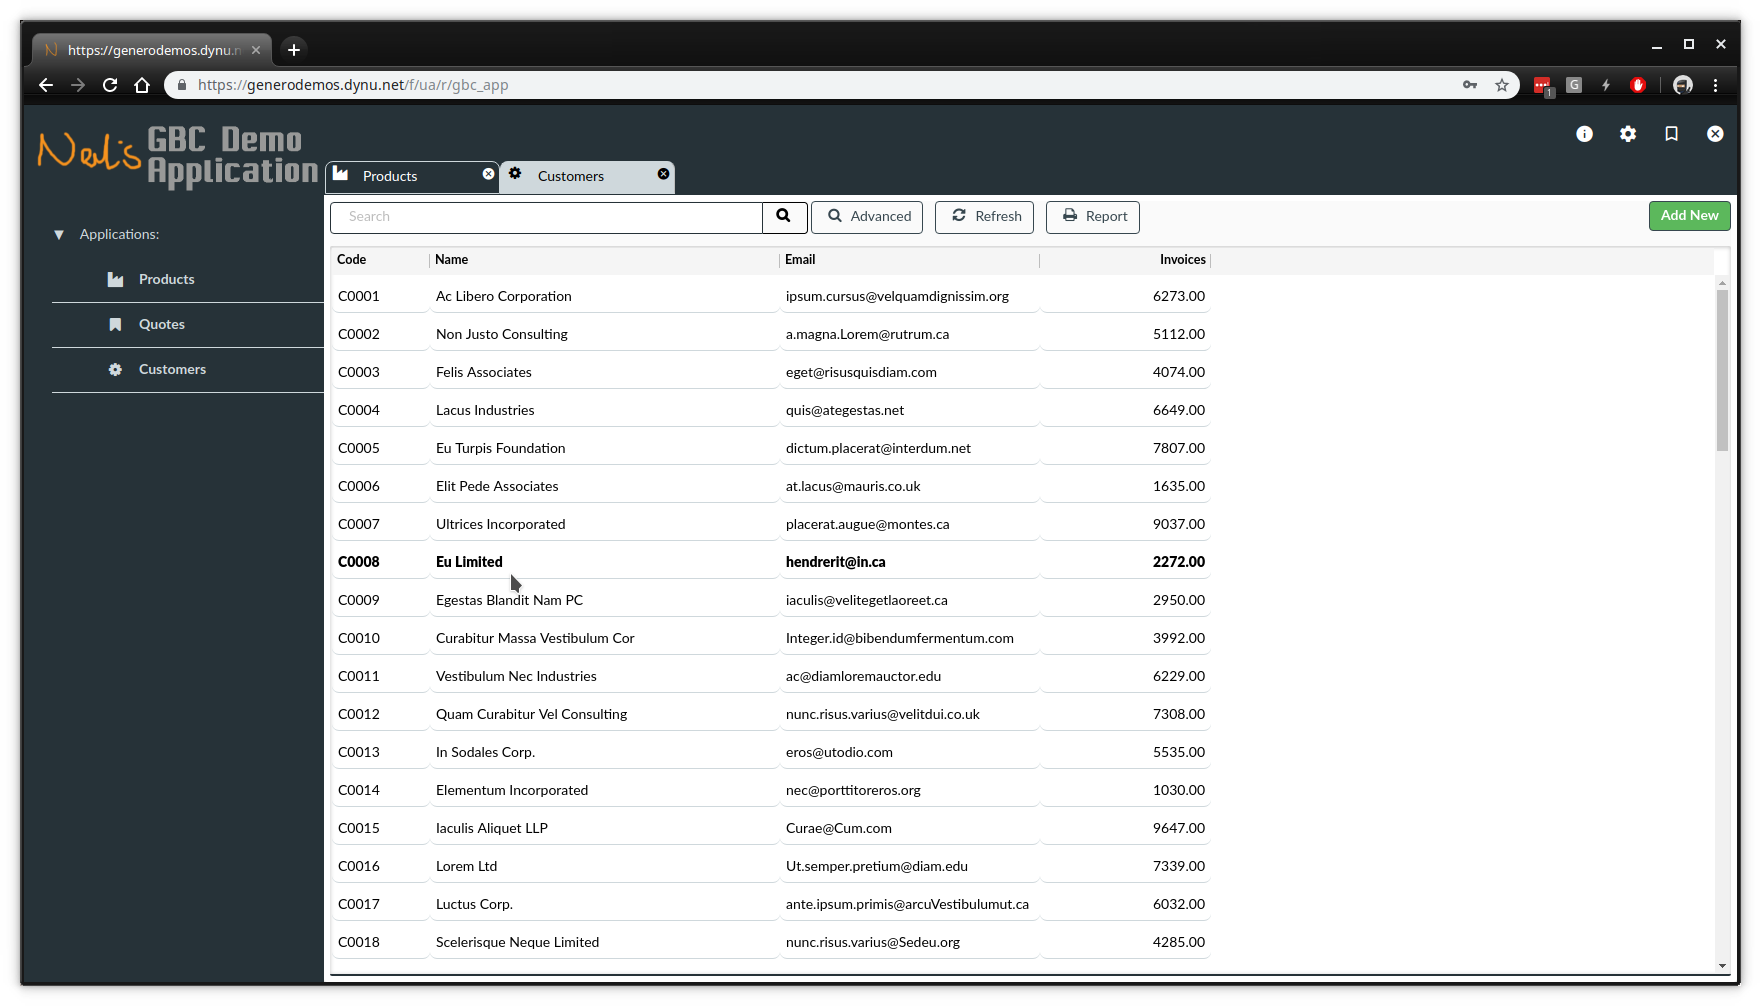 https://generodemos.dynu.n
https://generodemos.dynu.net/f/ua/r/gbc_app
1
G
Neil's GBC Demo Application
Products
Customers
Search
Advanced
Refresh
Report
Add New
Applications:
Products
Quotes
Customers
Code Name Email Invoices
C0001 Ac Libero Corporation ipsum.cursus@velquamdignissim.org 6273.00
C0002 Non Justo Consulting a.magna.Lorem@rutrum.ca 5112.00
C0003 Felis Associates eget@risusquisdiam.com 4074.00
C0004 Lacus Industries quis@ategestas.net 6649.00
C0005 Eu Turpis Foundation dictum.placerat@interdum.net 7807.00
C0006 Elit Pede Associates at.lacus@mauris.co.uk 1635.00
C0007 Ultrices Incorporated placerat.augue@montes.ca 9037.00
C0008 Eu Limited hendrerit@in.ca 2272.00
C0009 Egestas Blandit Nam PC iaculis@velitegetlaoreet.ca 2950.00
C0010 Curabitur Massa Vestibulum Cor Integer.id@bibendumfermentum.com 3992.00
C0011 Vestibulum Nec Industries ac@diamloremauctor.edu 6229.00
C0012 Quam Curabitur Vel Consulting nunc.risus.varius@velitdui.co.uk 7308.00
C0013 In Sodales Corp. eros@utodio.com 5535.00
C0014 Elementum Incorporated nec@porttitoreros.org 1030.00
C0015 Iaculis Aliquet LLP Curae@Cum.com 9647.00
C0016 Lorem Ltd Ut.semper.pretium@diam.edu 7339.00
C0017 Luctus Corp. ante.ipsum.primis@arcuVestibulumut.ca 6032.00
C0018 Scelerisque Neque Limited nunc.risus.varius@Sedeu.org 4285.00